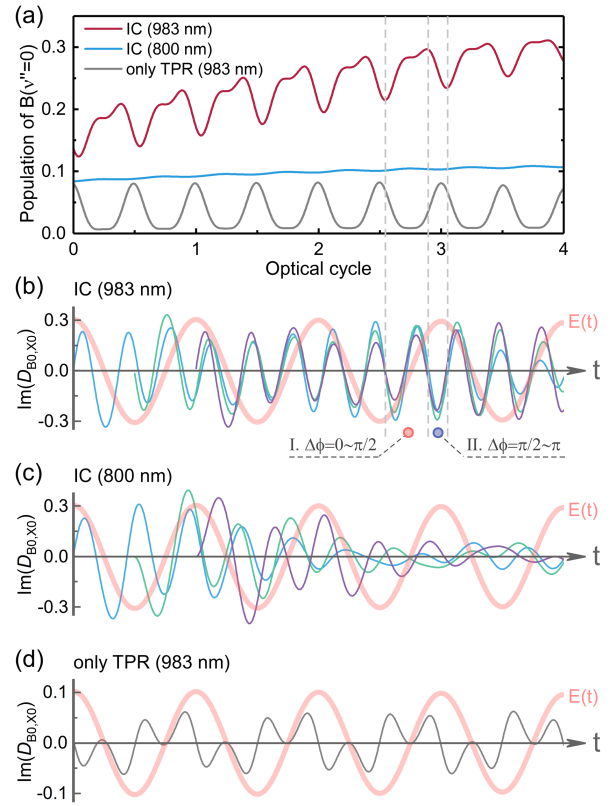 (a)
IC (983 nm)
IC (800 nm)
only TPR (983 nm)
Population of B(ν''=0)
0.3
0.2
0.1
0.0
0 1 2 3 4
Optical cycle
(b)
IC (983 nm)
Im(D_B0,X0)
0.3
0.0
-0.3
E(t)
t
I. Δϕ=0~π/2
II. Δϕ=π/2~π
(c)
IC (800 nm)
Im(D_B0,X0)
0.3
0.0
-0.3
E(t)
t
(d)
only TPR (983 nm)
Im(D_B0,X0)
0.1
0.0
-0.1
E(t)
t